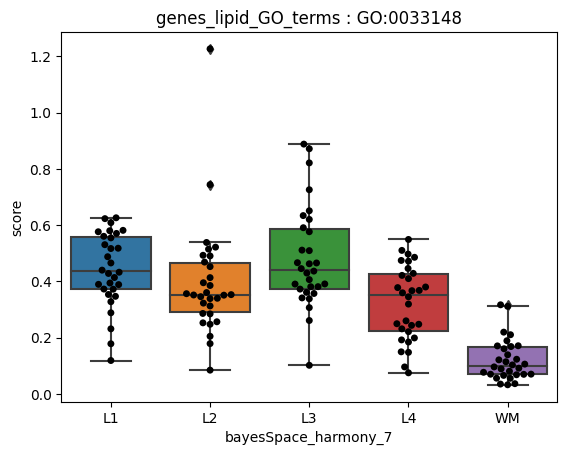 genes_lipid_GO_terms : GO:0033148
1.2
1.0
0.8
0.6
0.4
0.2
0.0
score
L1 L2 L3 L4 WM
bayesSpace_harmony_7